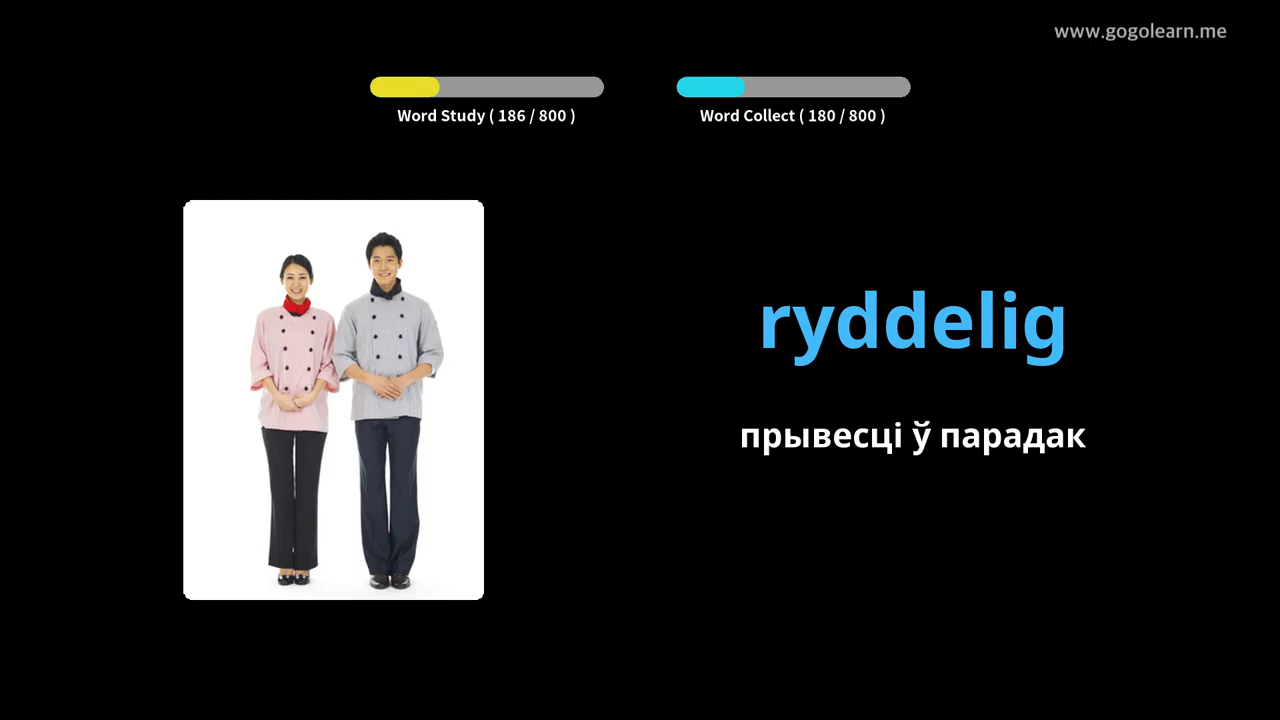 www.gogolearn.me
Word Study ( 186 / 800 )
Word Collect ( 180 / 800 )
ryddelig
прывесці ў парадак